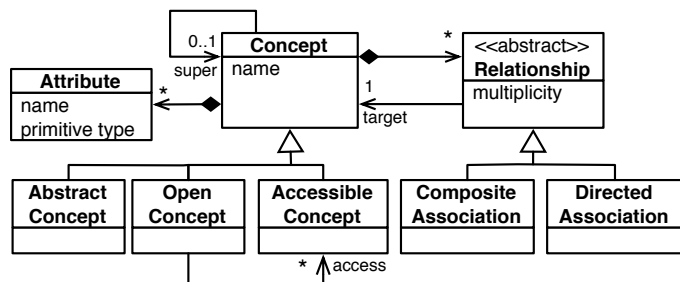 0..1
super
Concept
name
*
<<abstract>>
Relationship
multiplicity
Attribute
name
primitive type
*
1
target
Abstract
Concept
Open
Concept
Accessible
Concept
Composite
Association
Directed
Association
*
access